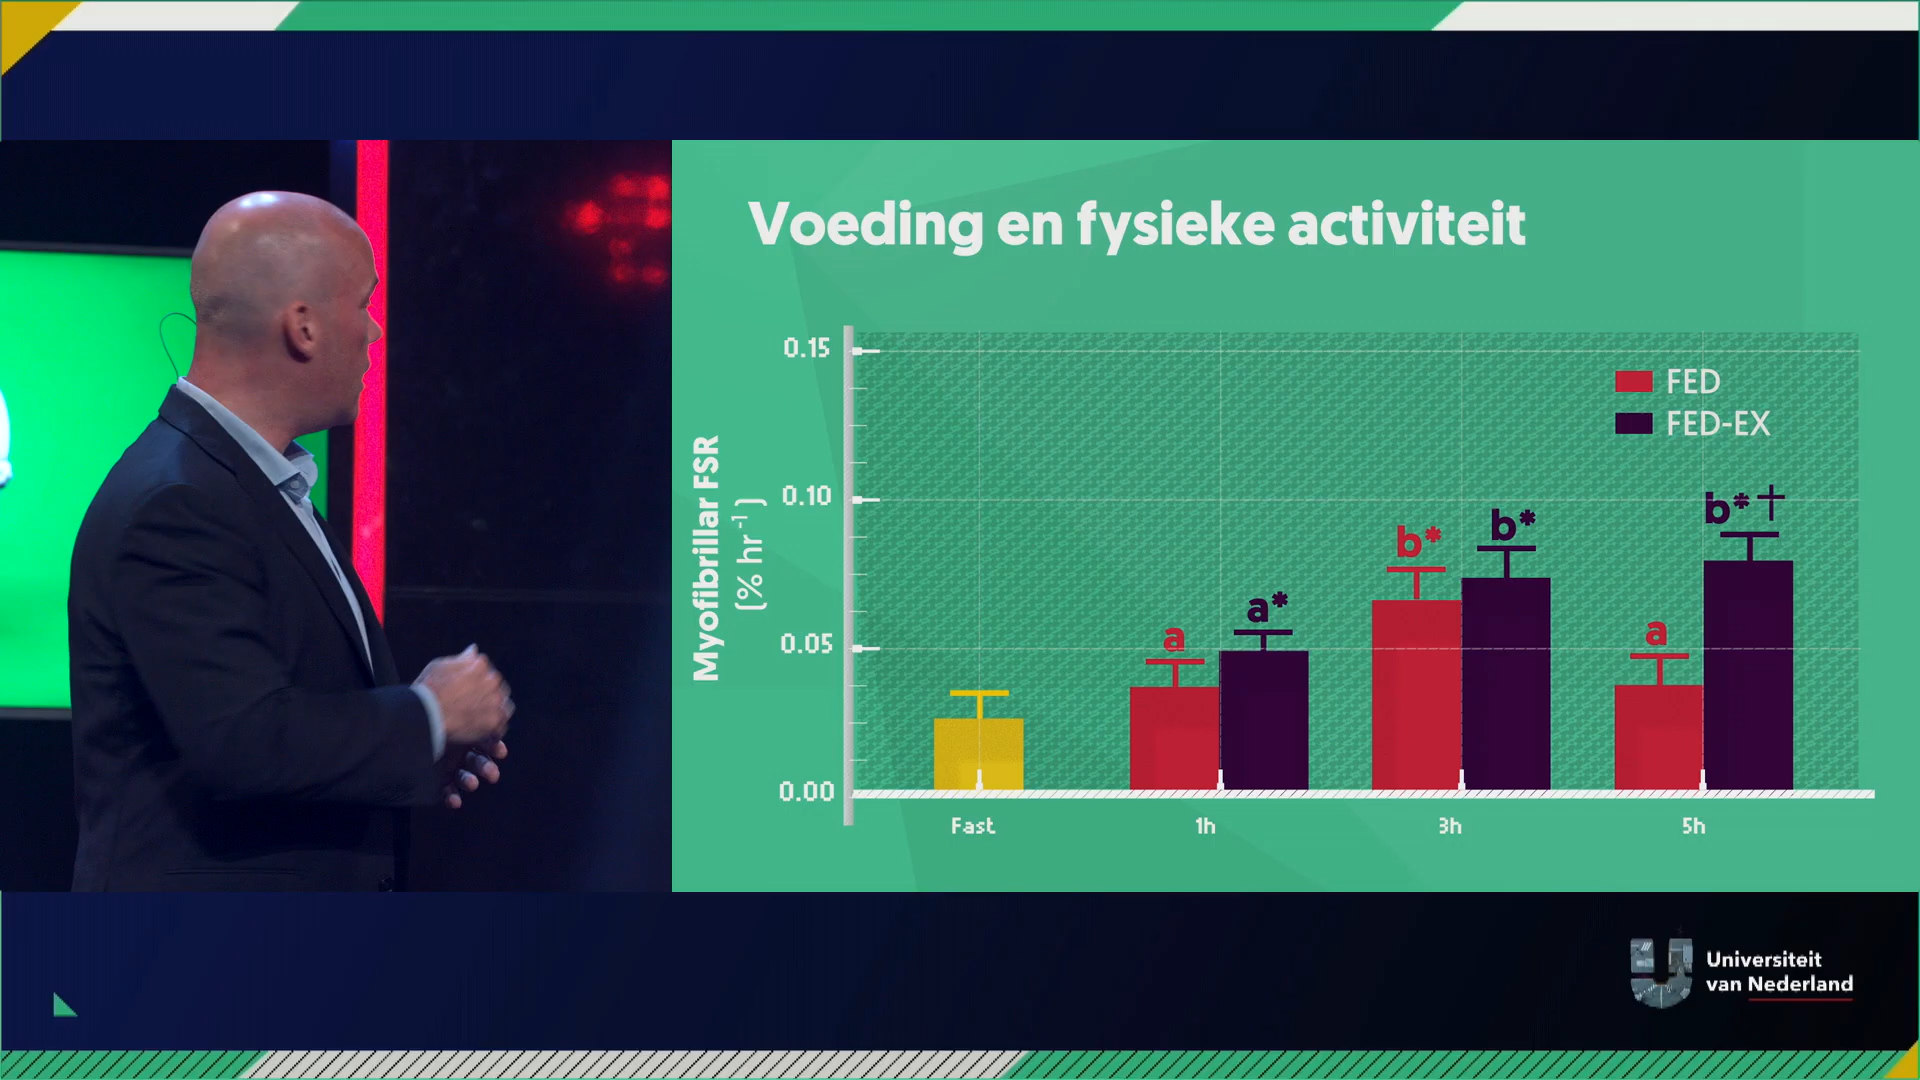 Voeding en fysieke activiteit
Myofibrillar FSR
(% hr⁻¹)
0.15
0.10
0.05
0.00
FED
FED-EX
a
a*
b*
b*
a
b*†
Fast
1h
3h
5h
Universiteit
van Nederland